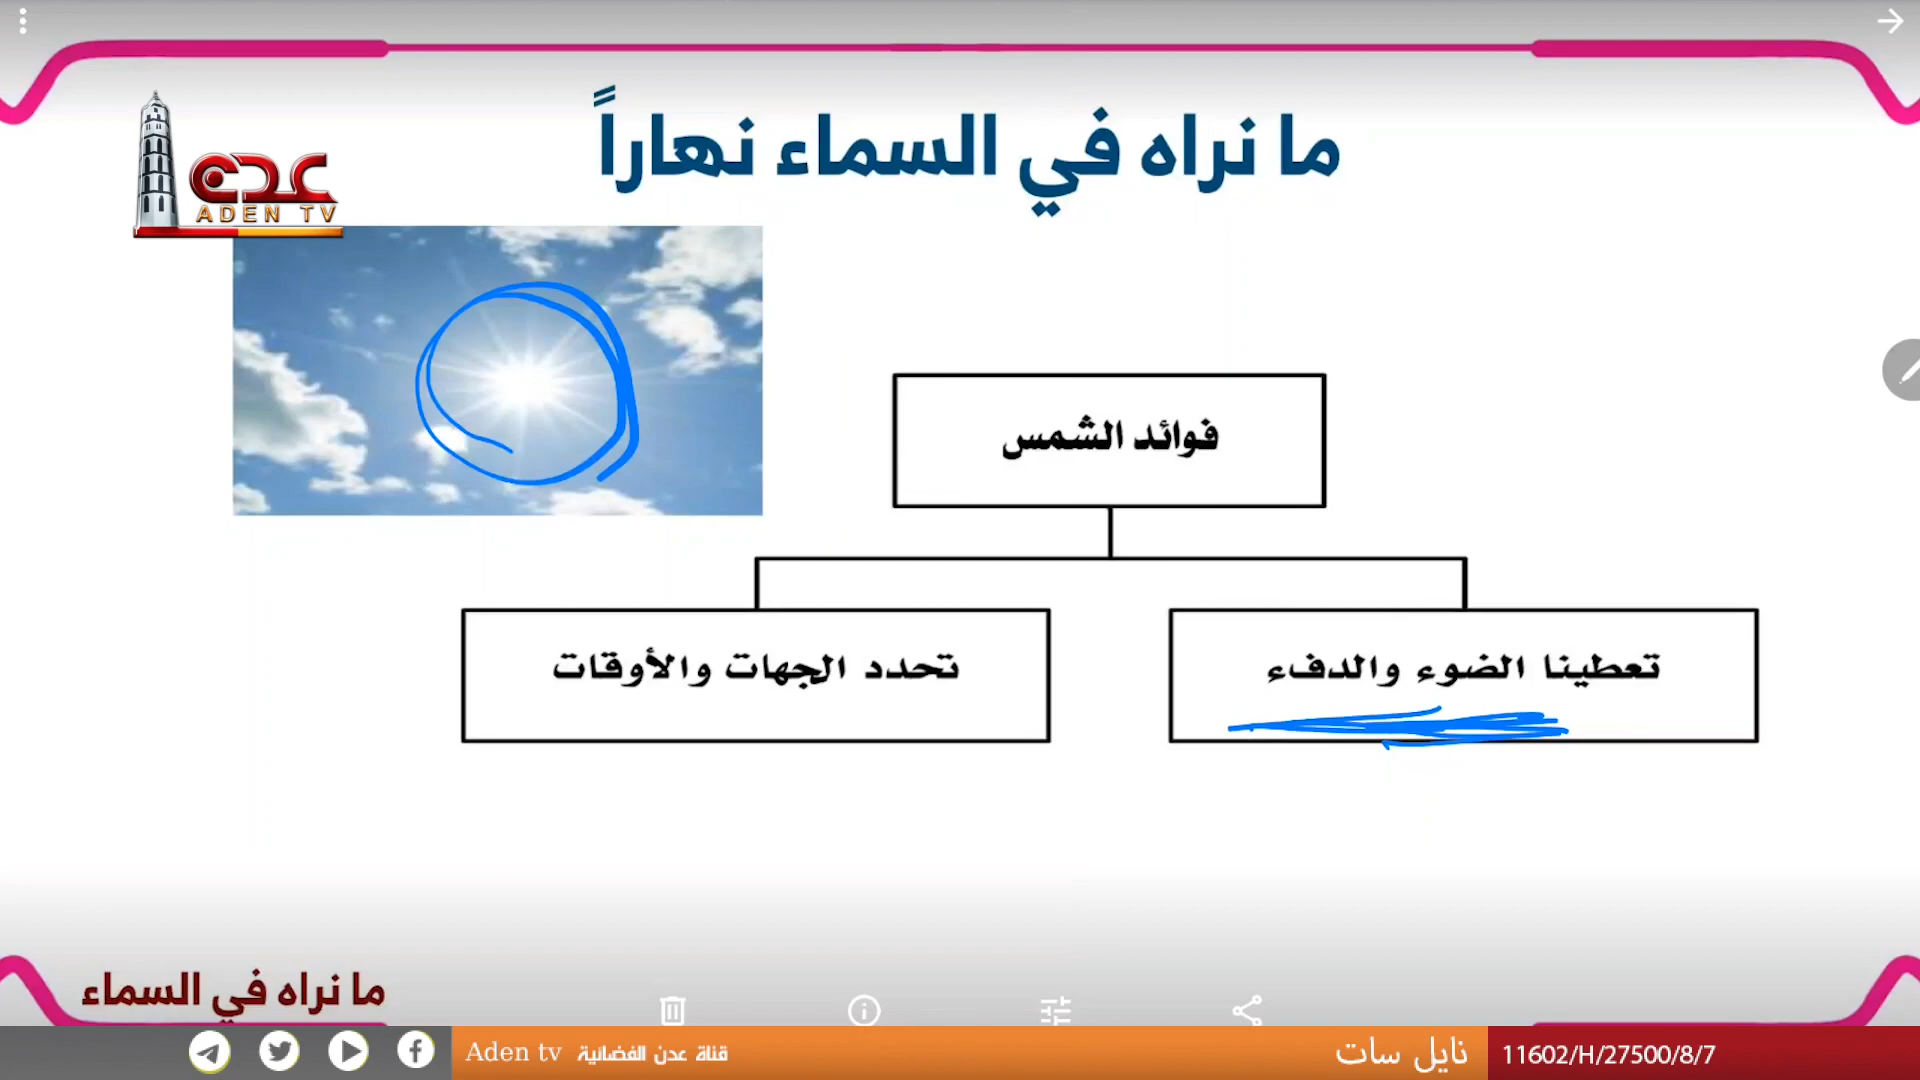 ما نراه في السماء نهاراً
عدن
ADEN TV
فوائد الشمس
تعطينا الضوء والدفء
تحدد الجهات والأوقات
ما نراه في السماء
Aden tv قناة عدن الفضائية
نايل سات
11602/H/27500/8/7